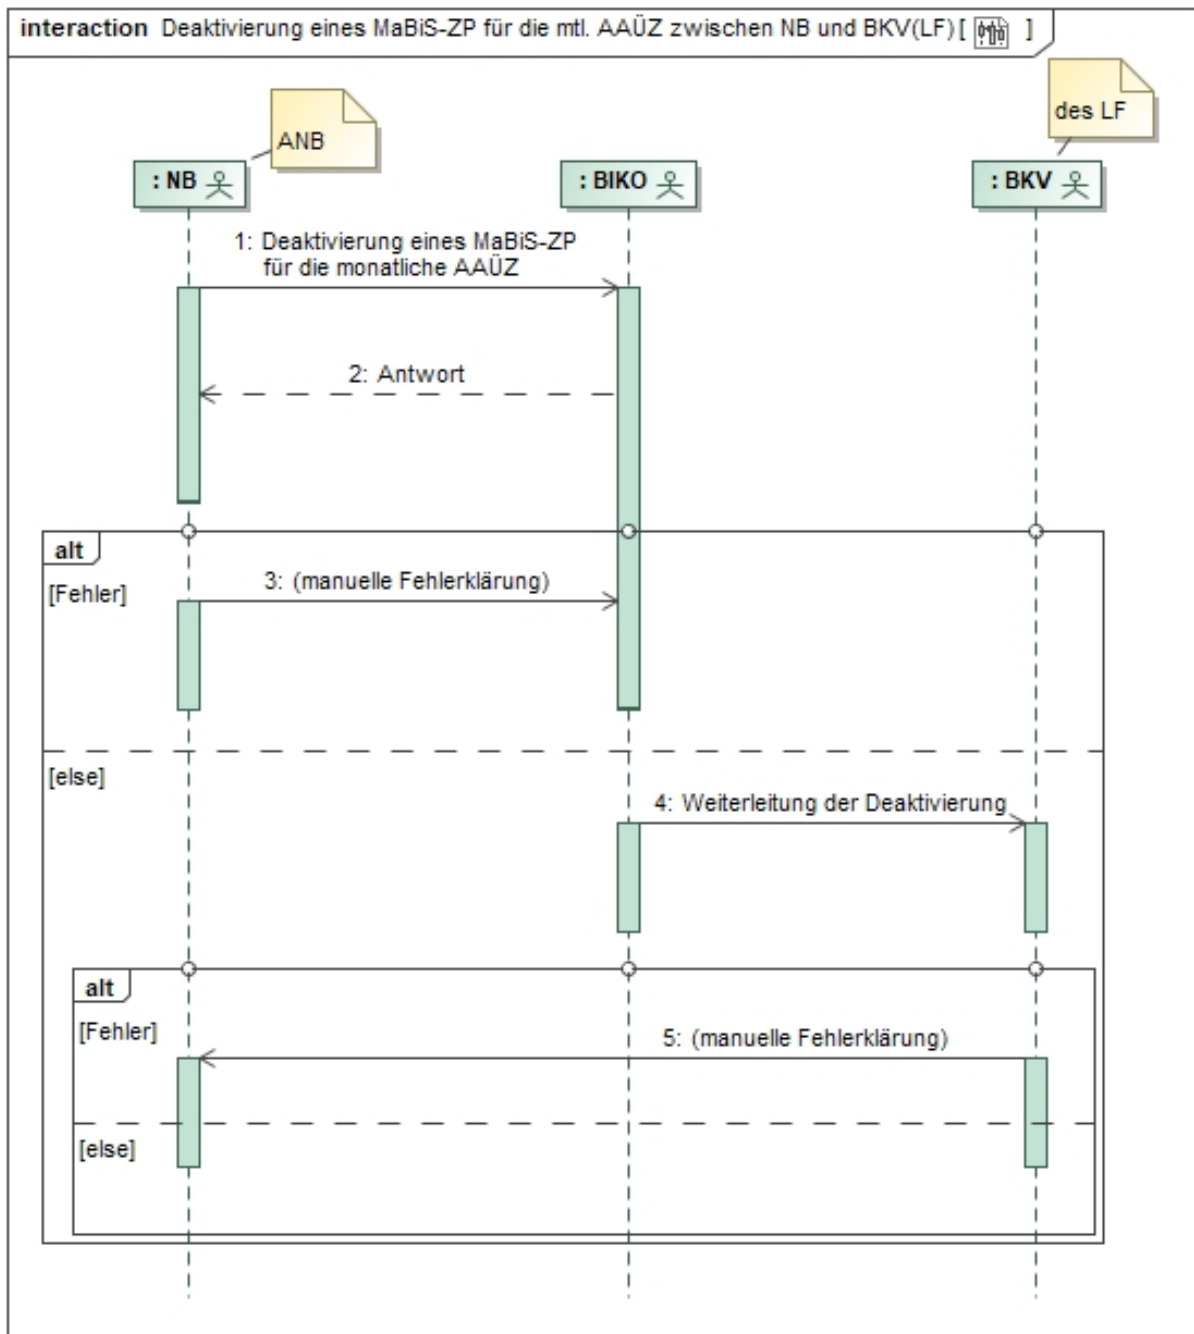 interaction Deaktivierung eines MaBiS-ZP für die mtl. AAÜZ zwischen NB und BKV(LF) [ ]
ANB
des LF
: NB
: BIKO
: BKV
1: Deaktivierung eines MaBiS-ZP
für die monatliche AAÜZ
2: Antwort
alt
[Fehler]
3: (manuelle Fehlerklärung)
[else]
4: Weiterleitung der Deaktivierung
alt
[Fehler]
5: (manuelle Fehlerklärung)
[else]